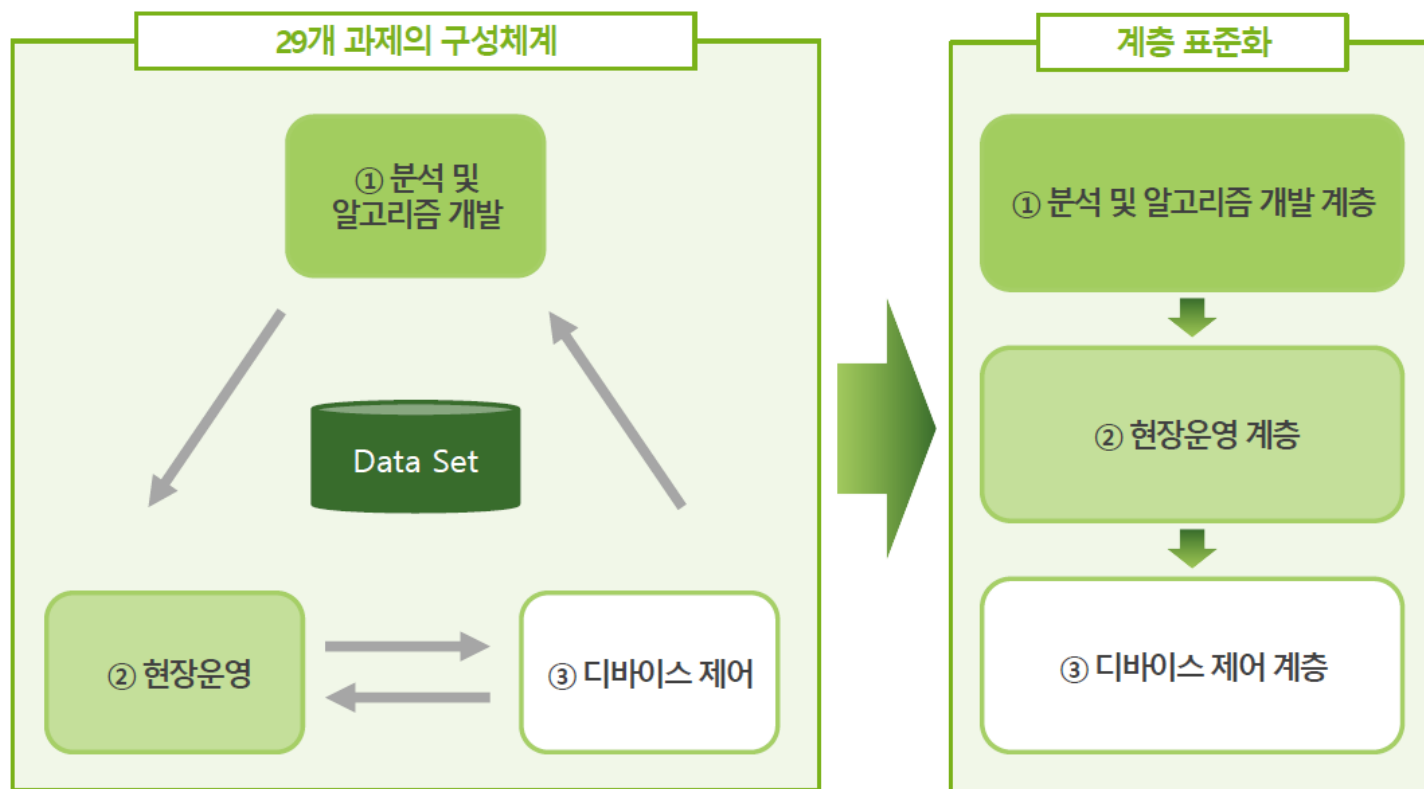 29개 과제의 구성체계
① 분석 및
알고리즘 개발
Data Set
② 현장운영
③ 디바이스 제어
계층 표준화
① 분석 및 알고리즘 개발 계층
② 현장운영 계층
③ 디바이스 제어 계층